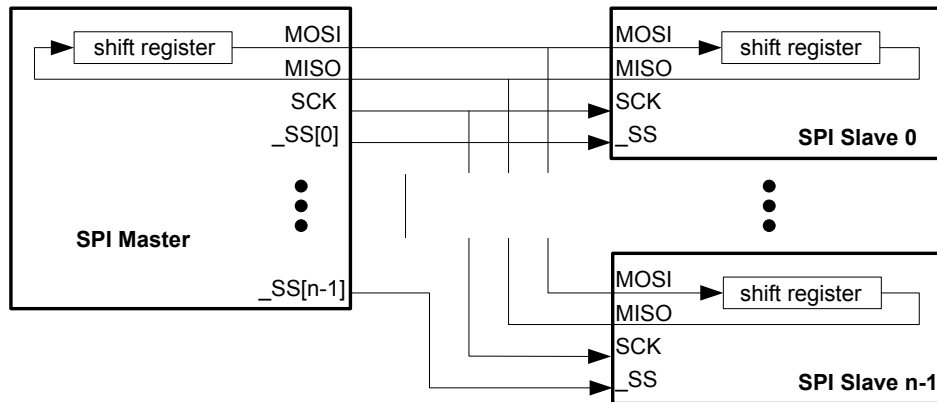 shift register
MOSI
MISO
SCK
_SS[0]
SPI Master
_SS[n-1]
MOSI
shift register
MISO
SCK
_SS
SPI Slave 0
MOSI
shift register
MISO
SCK
_SS
SPI Slave n-1